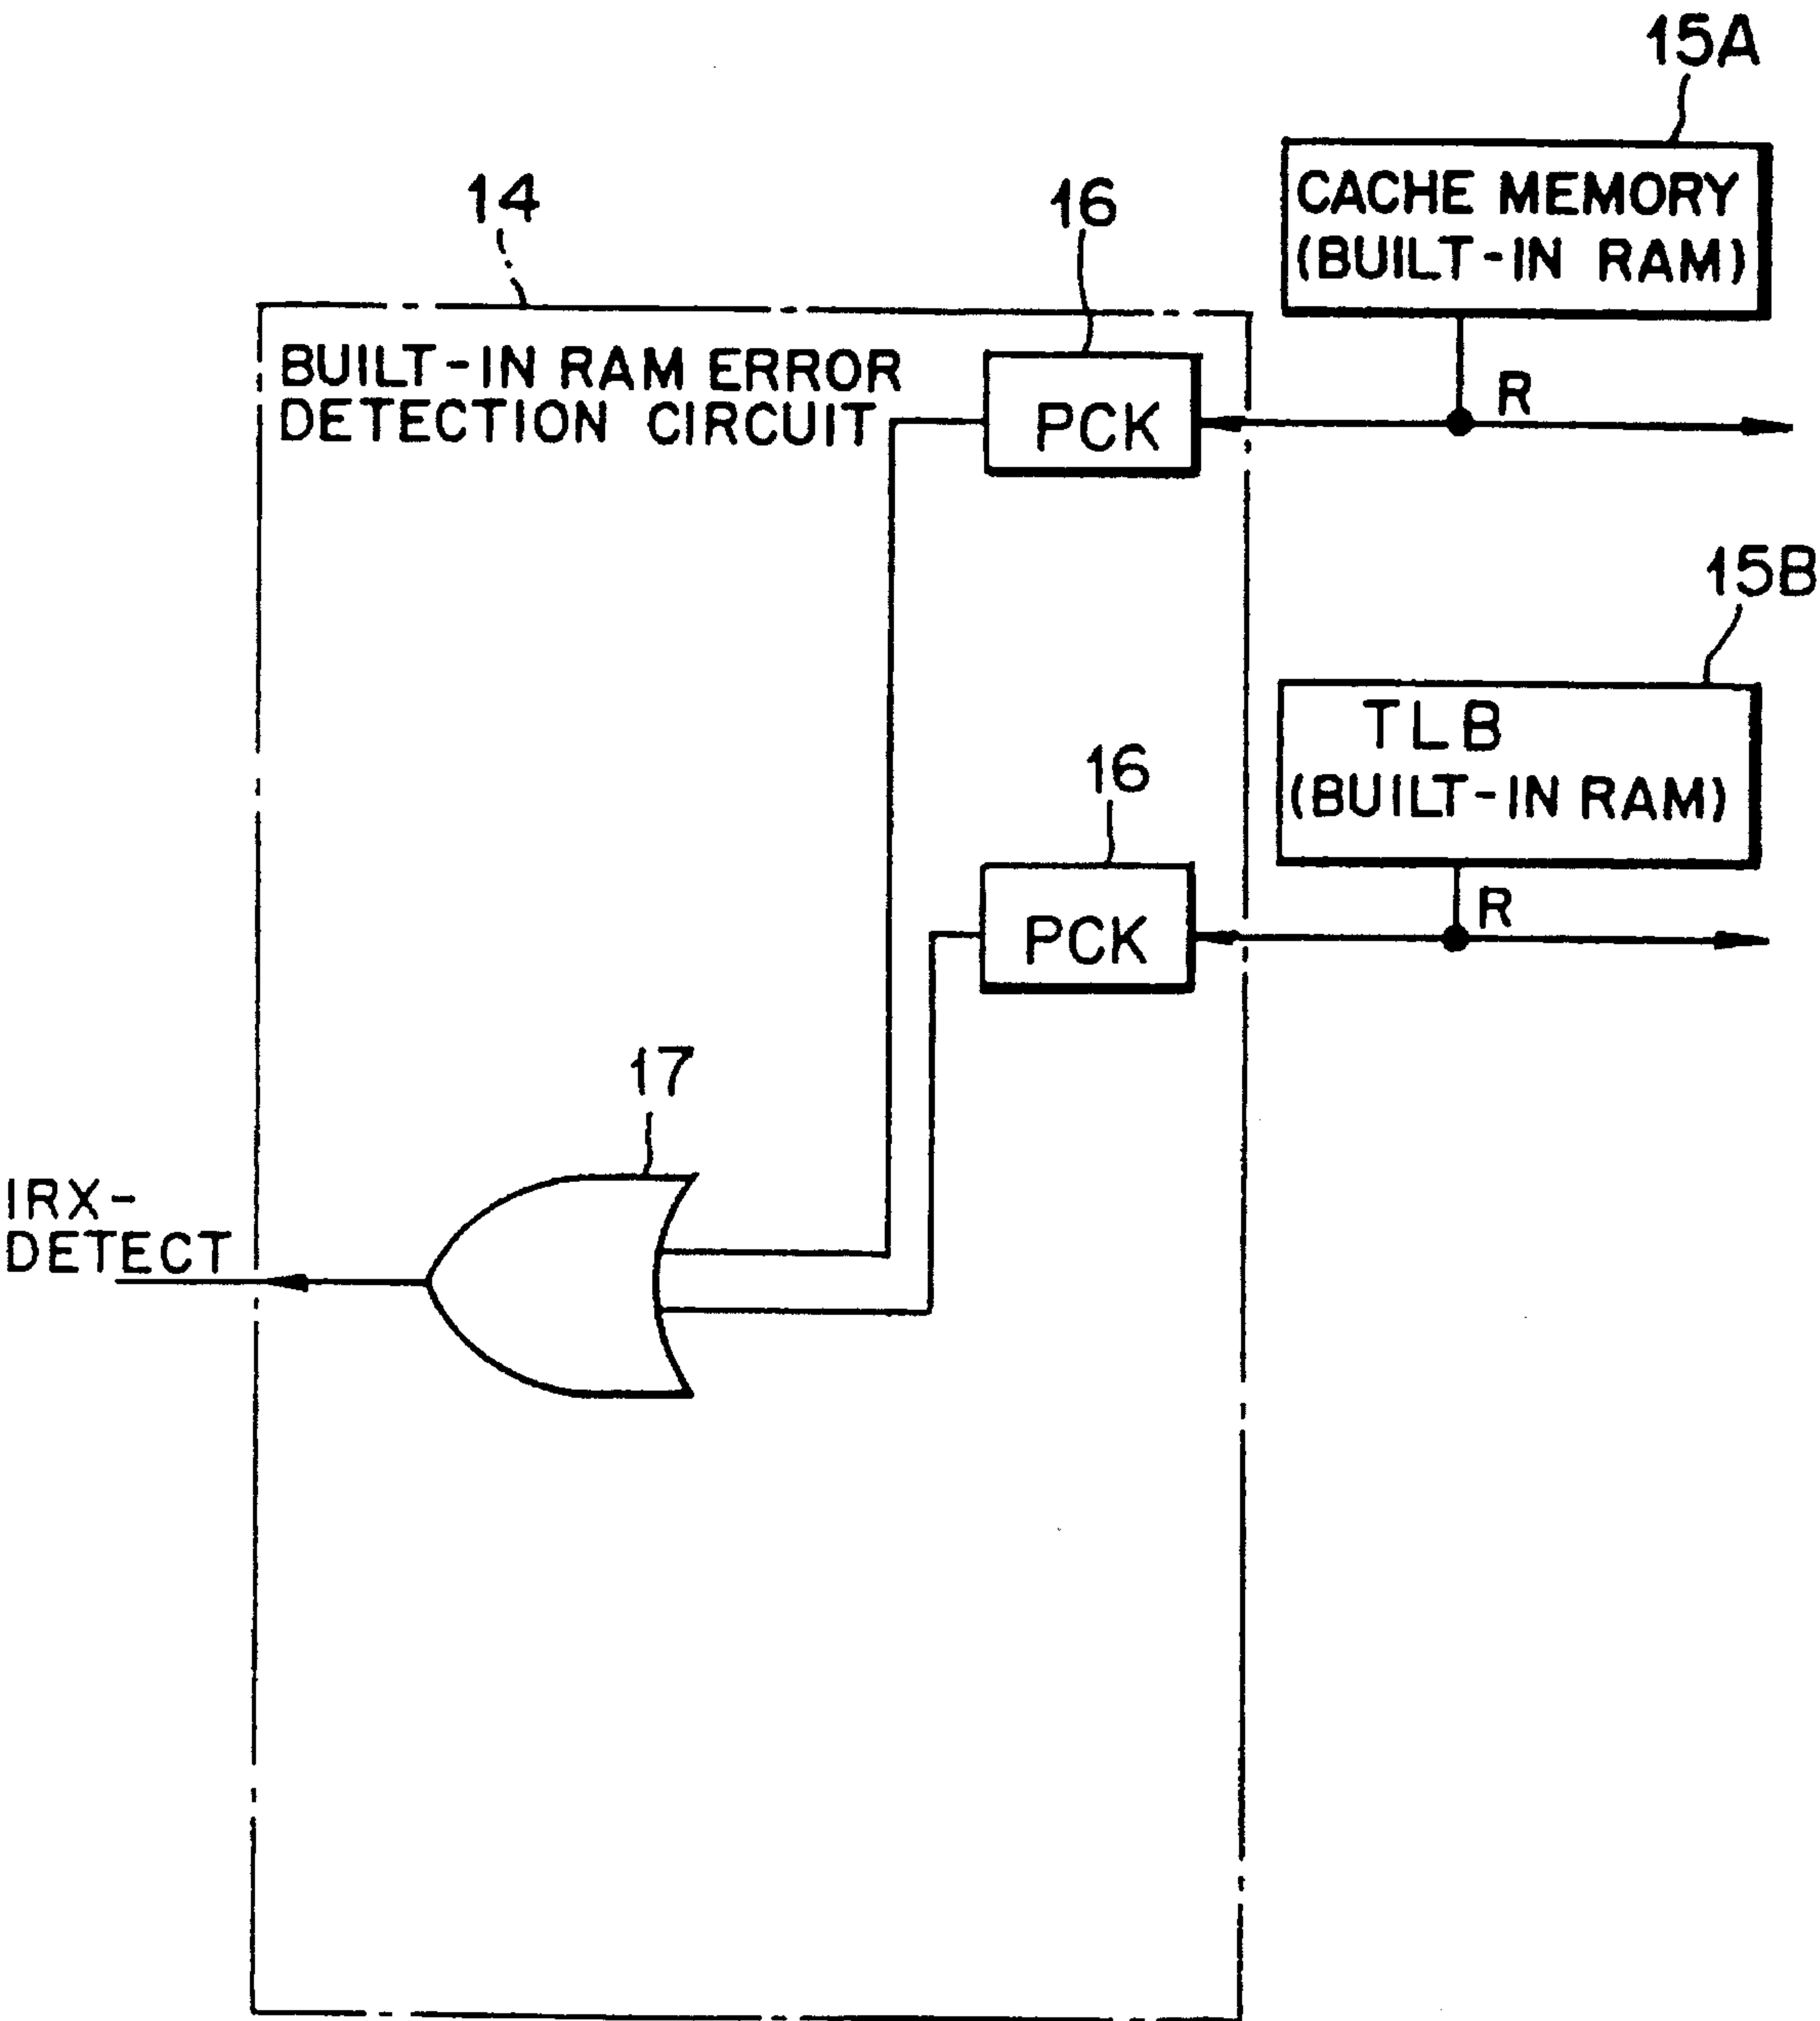 15A
CACHE MEMORY
(BUILT-IN RAM)
14
16
BUILT-IN RAM ERROR
DETECTION CIRCUIT
PCK
R
15B
TLB
(BUILT-IN RAM)
16
PCK
R
17
IRX-
DETECT